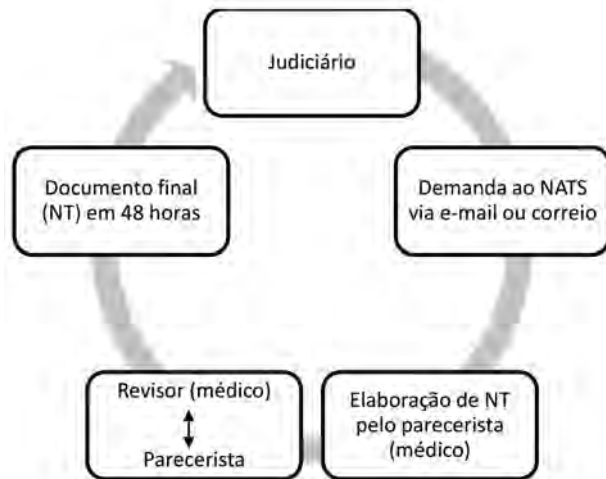 Judiciário
Demanda ao NATS
via e-mail ou correio
Elaboração de NT
pelo parecerista
(médico)
Revisor (médico)
Parecerista
Documento final
(NT) em 48 horas